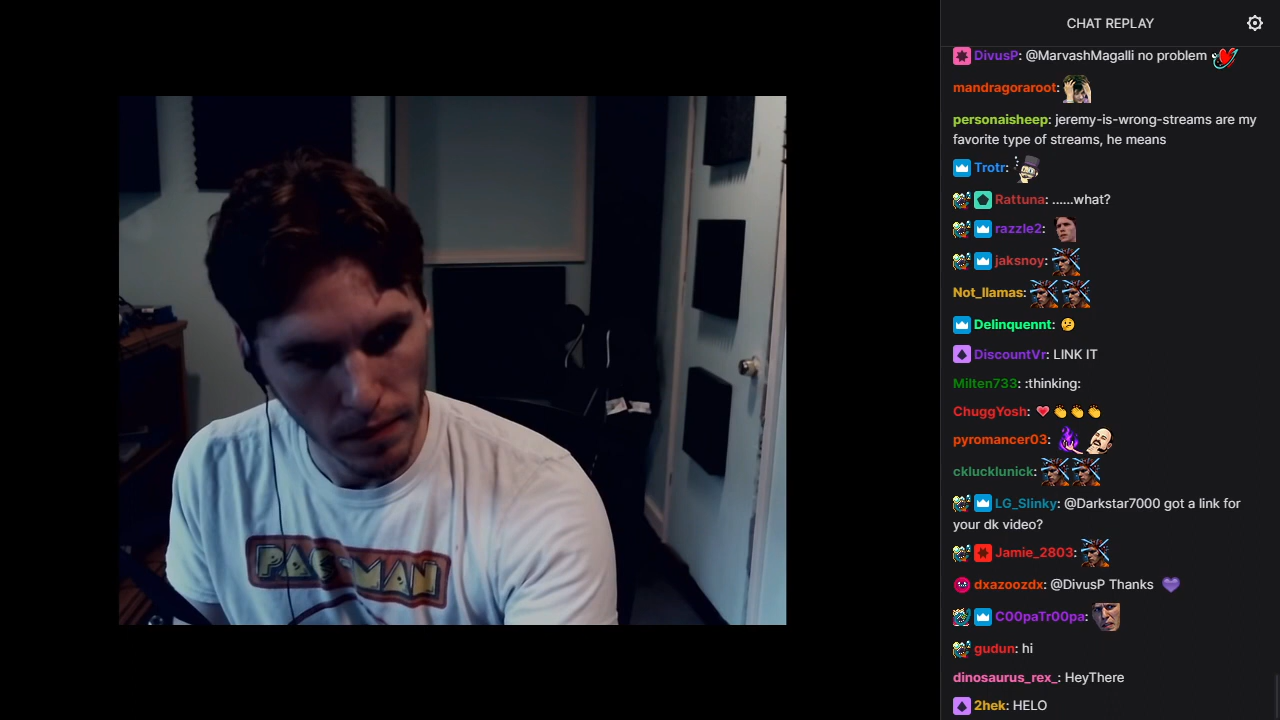 CHAT REPLAY
DivusP: @MarvashMagalli no problem
mandragoraroot:
personaisheep: jeremy-is-wrong-streams are my
favorite type of streams, he means
Trotr:
Rattuna: ......what?
razzle2:
jaksnoy:
Not_llamas:
Delinquennt:
DiscountVr: LINK IT
Milten733: :thinking:
ChuggYosh:
pyromancer03:
cklucklunick:
LG_Slinky: @Darkstar7000 got a link for
your dk video?
Jamie_2803:
dxazoozdx: @DivusP Thanks
C00paTr00pa:
gudun: hi
dinosaurus_rex_: HeyThere
2hek: HELO
PAC-MAN